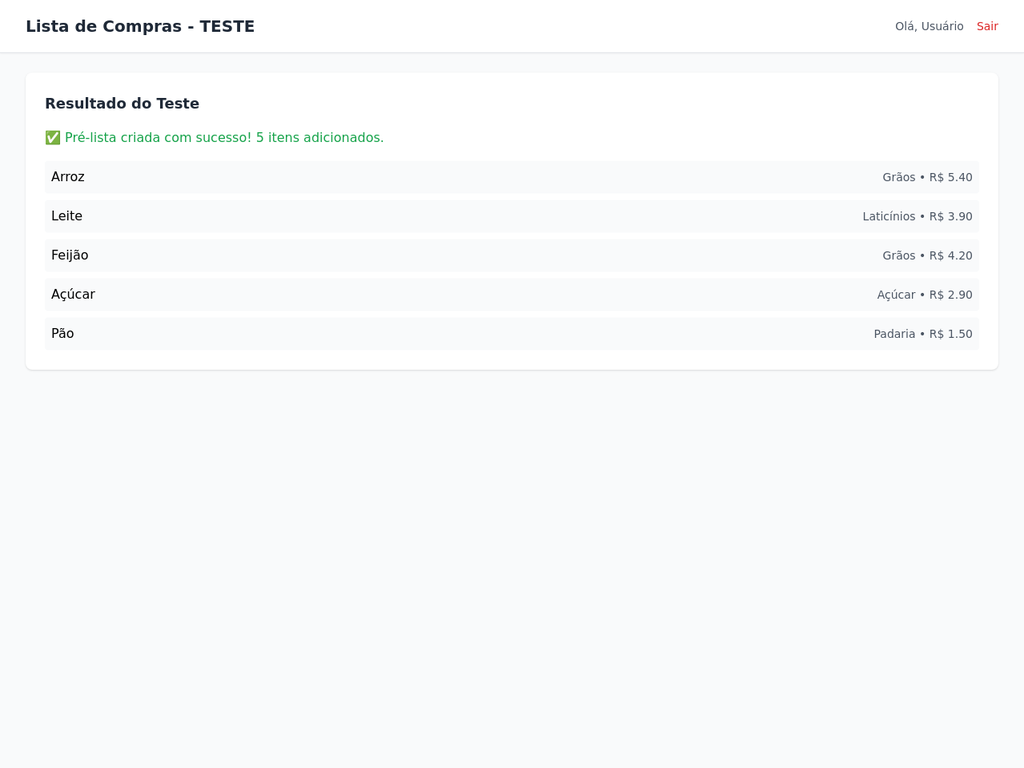 Lista de Compras - TESTE
Olá, Usuário Sair
Resultado do Teste
✅ Pré-lista criada com sucesso! 5 itens adicionados.
Arroz Grãos • R$ 5.40
Leite Laticínios • R$ 3.90
Feijão Grãos • R$ 4.20
Açúcar Açúcar • R$ 2.90
Pão Padaria • R$ 1.50